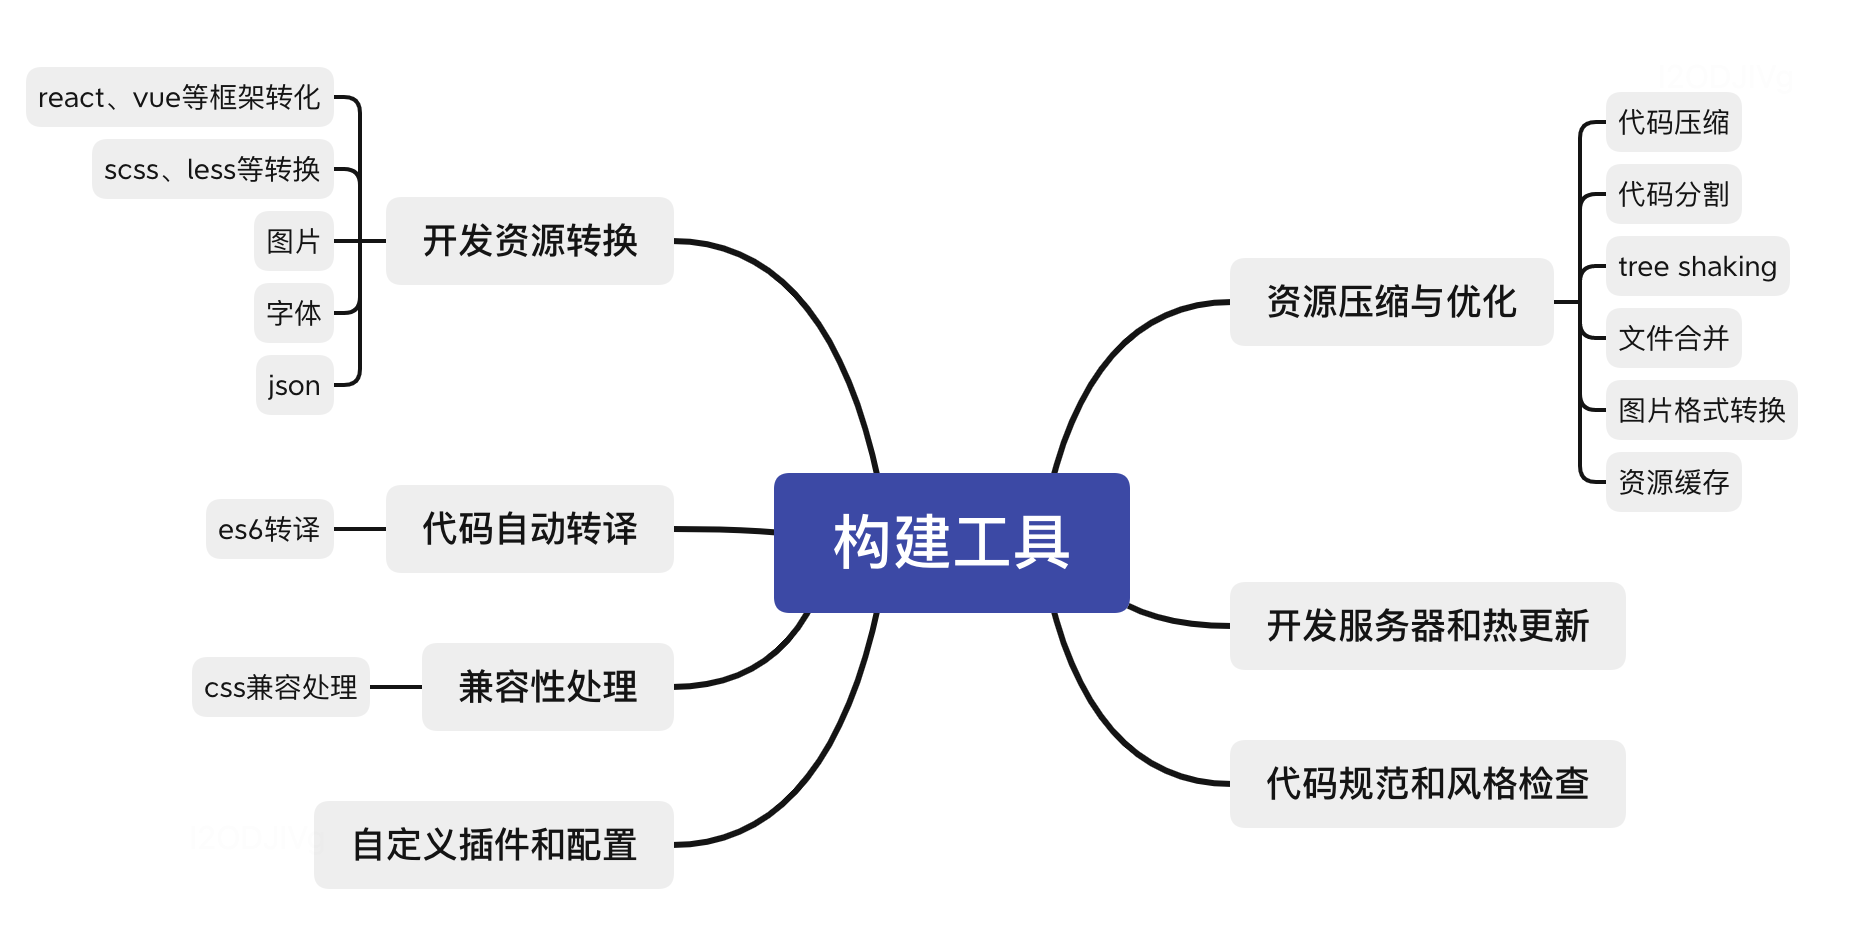 构建工具
开发资源转换
react、vue等框架转化
scss、less等转换
图片
字体
json
代码自动转译
es6转译
兼容性处理
css兼容处理
自定义插件和配置
资源压缩与优化
代码压缩
代码分割
tree shaking
文件合并
图片格式转换
资源缓存
开发服务器和热更新
代码规范和风格检查